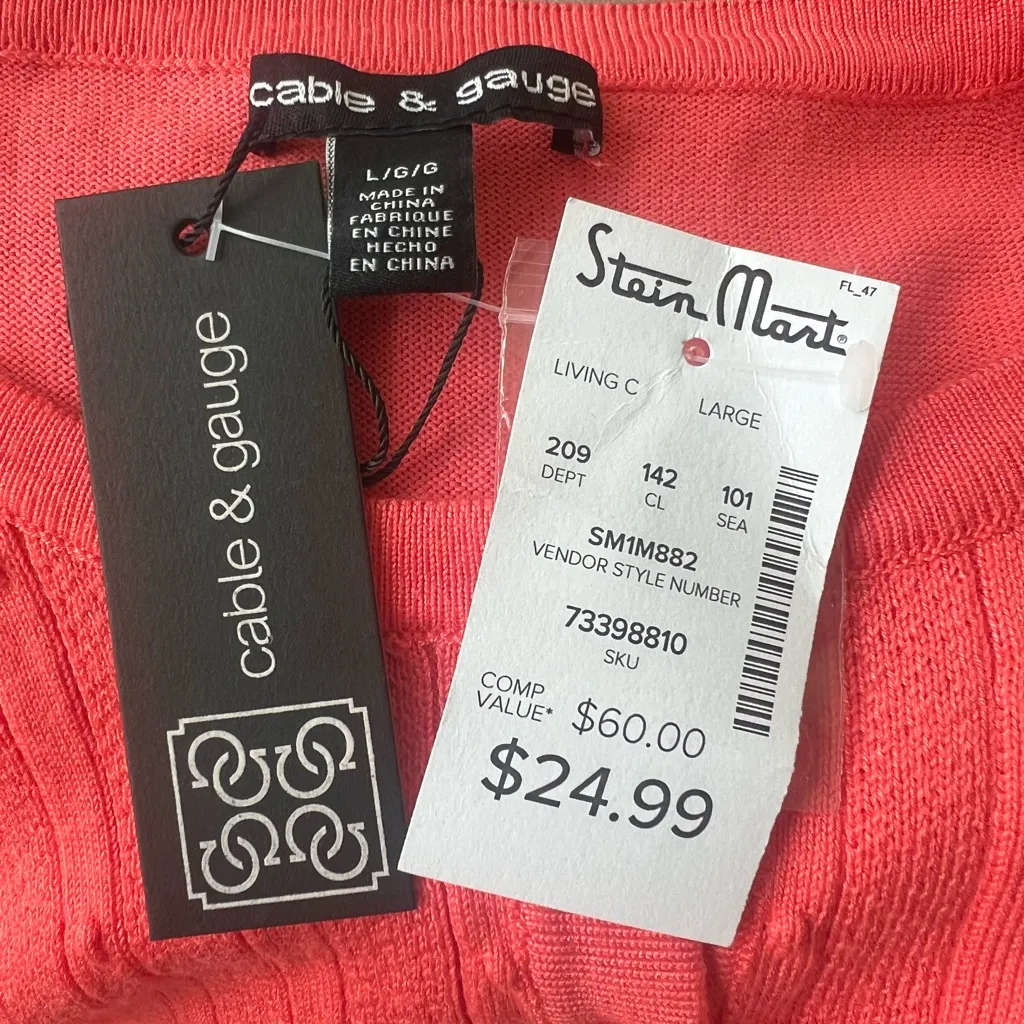 cable & gauge
L/G/G
MADE IN
CHINA
FABRIQUE
EN CHINE
HECHO
EN CHINA
cable & gauge
Stein Mart®
FL_47
LIVING C
LARGE
209
DEPT
142
CL
101
SEA
SM1M882
VENDOR STYLE NUMBER
73398810
SKU
COMP
VALUE*
$60.00
$24.99